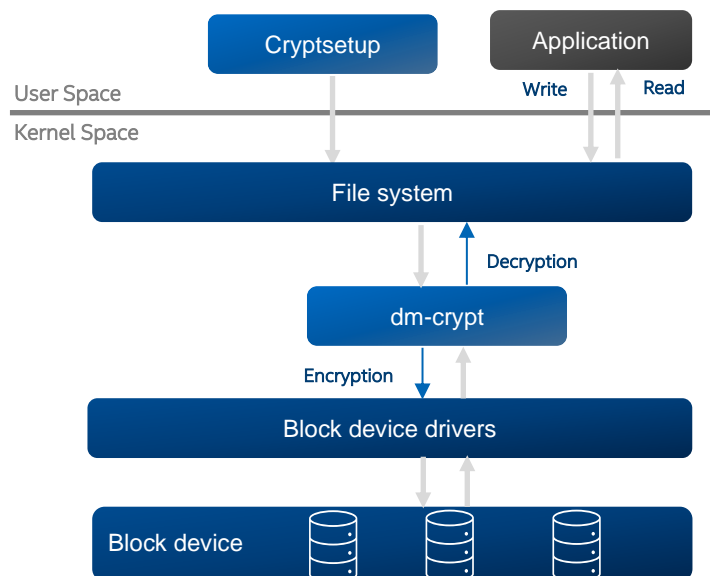 Cryptsetup
Application
User Space
Write
Read
Kernel Space
File system
Decryption
dm-crypt
Encryption
Block device drivers
Block device